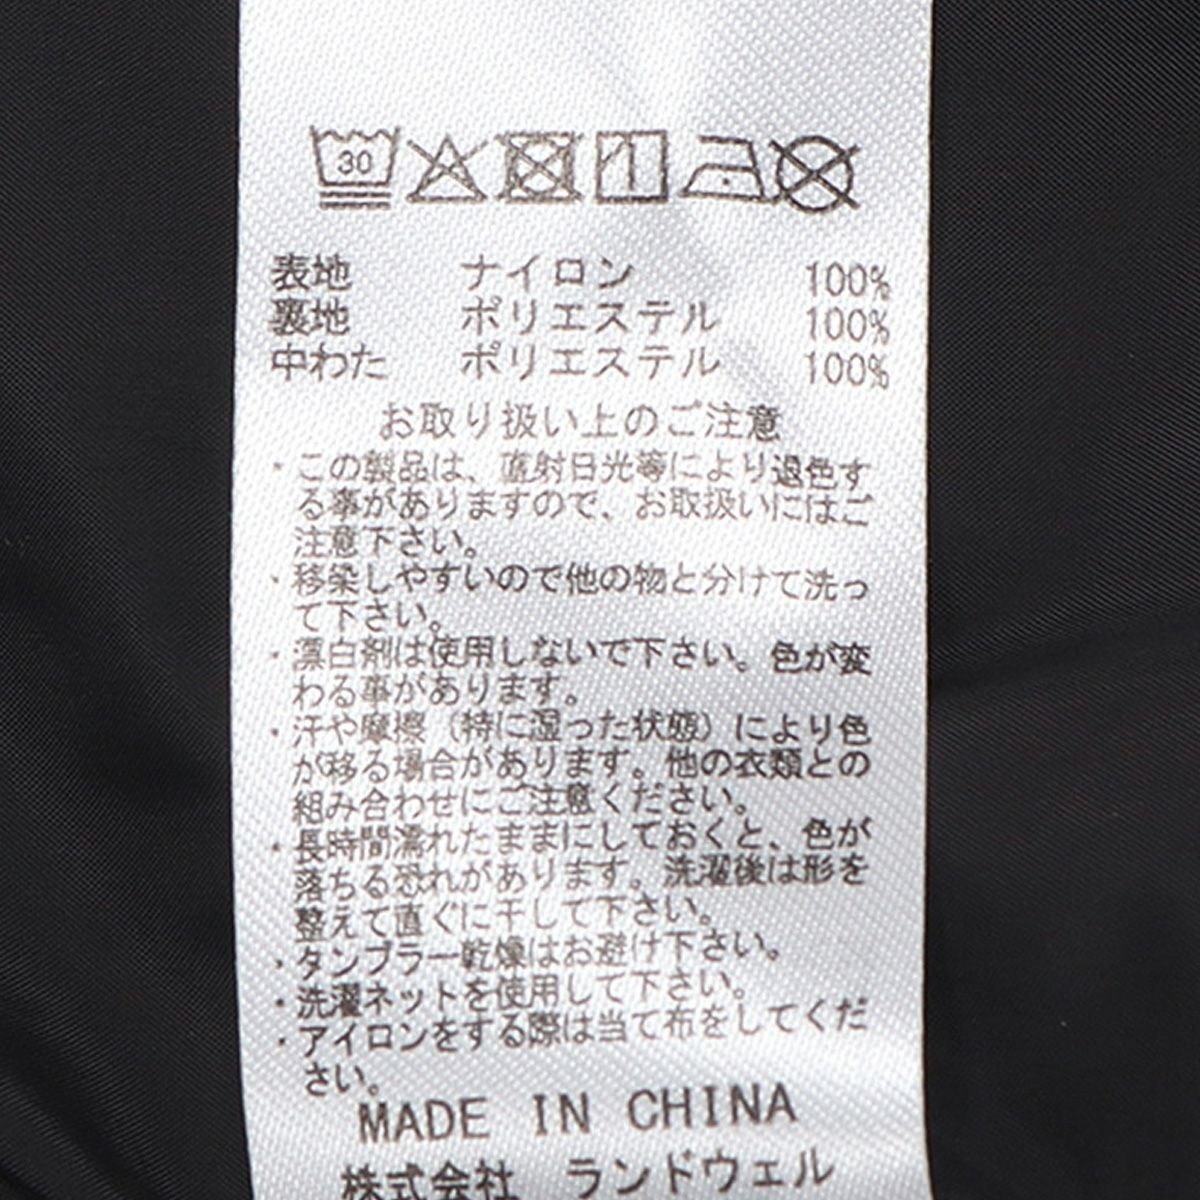 30
表地 ナイロン 100%
裏地 ポリエステル 100%
中わた ポリエステル 100%
お取り扱い上のご注意
・この製品は、直射日光等により退色す
る事がありますので、お取扱いにはご
注意下さい。
・移染しやすいので他の物と分けて洗っ
て下さい。
・漂白剤は使用しないで下さい。色が変
わる事があります。
・汗や摩擦(特に湿った状態)により色
が移る場合があります。他の衣類との
組み合わせにご注意ください。
・長時間濡れたままにしておくと、色が
落ちる恐れがあります。洗濯後は形を
整えて直ぐに干して下さい。
・タンブラー乾燥はお避け下さい。
・洗濯ネットを使用して下さい。
・アイロンをする際は当て布をしてくだ
さい。
MADE IN CHINA
株式会社 ランドウェル